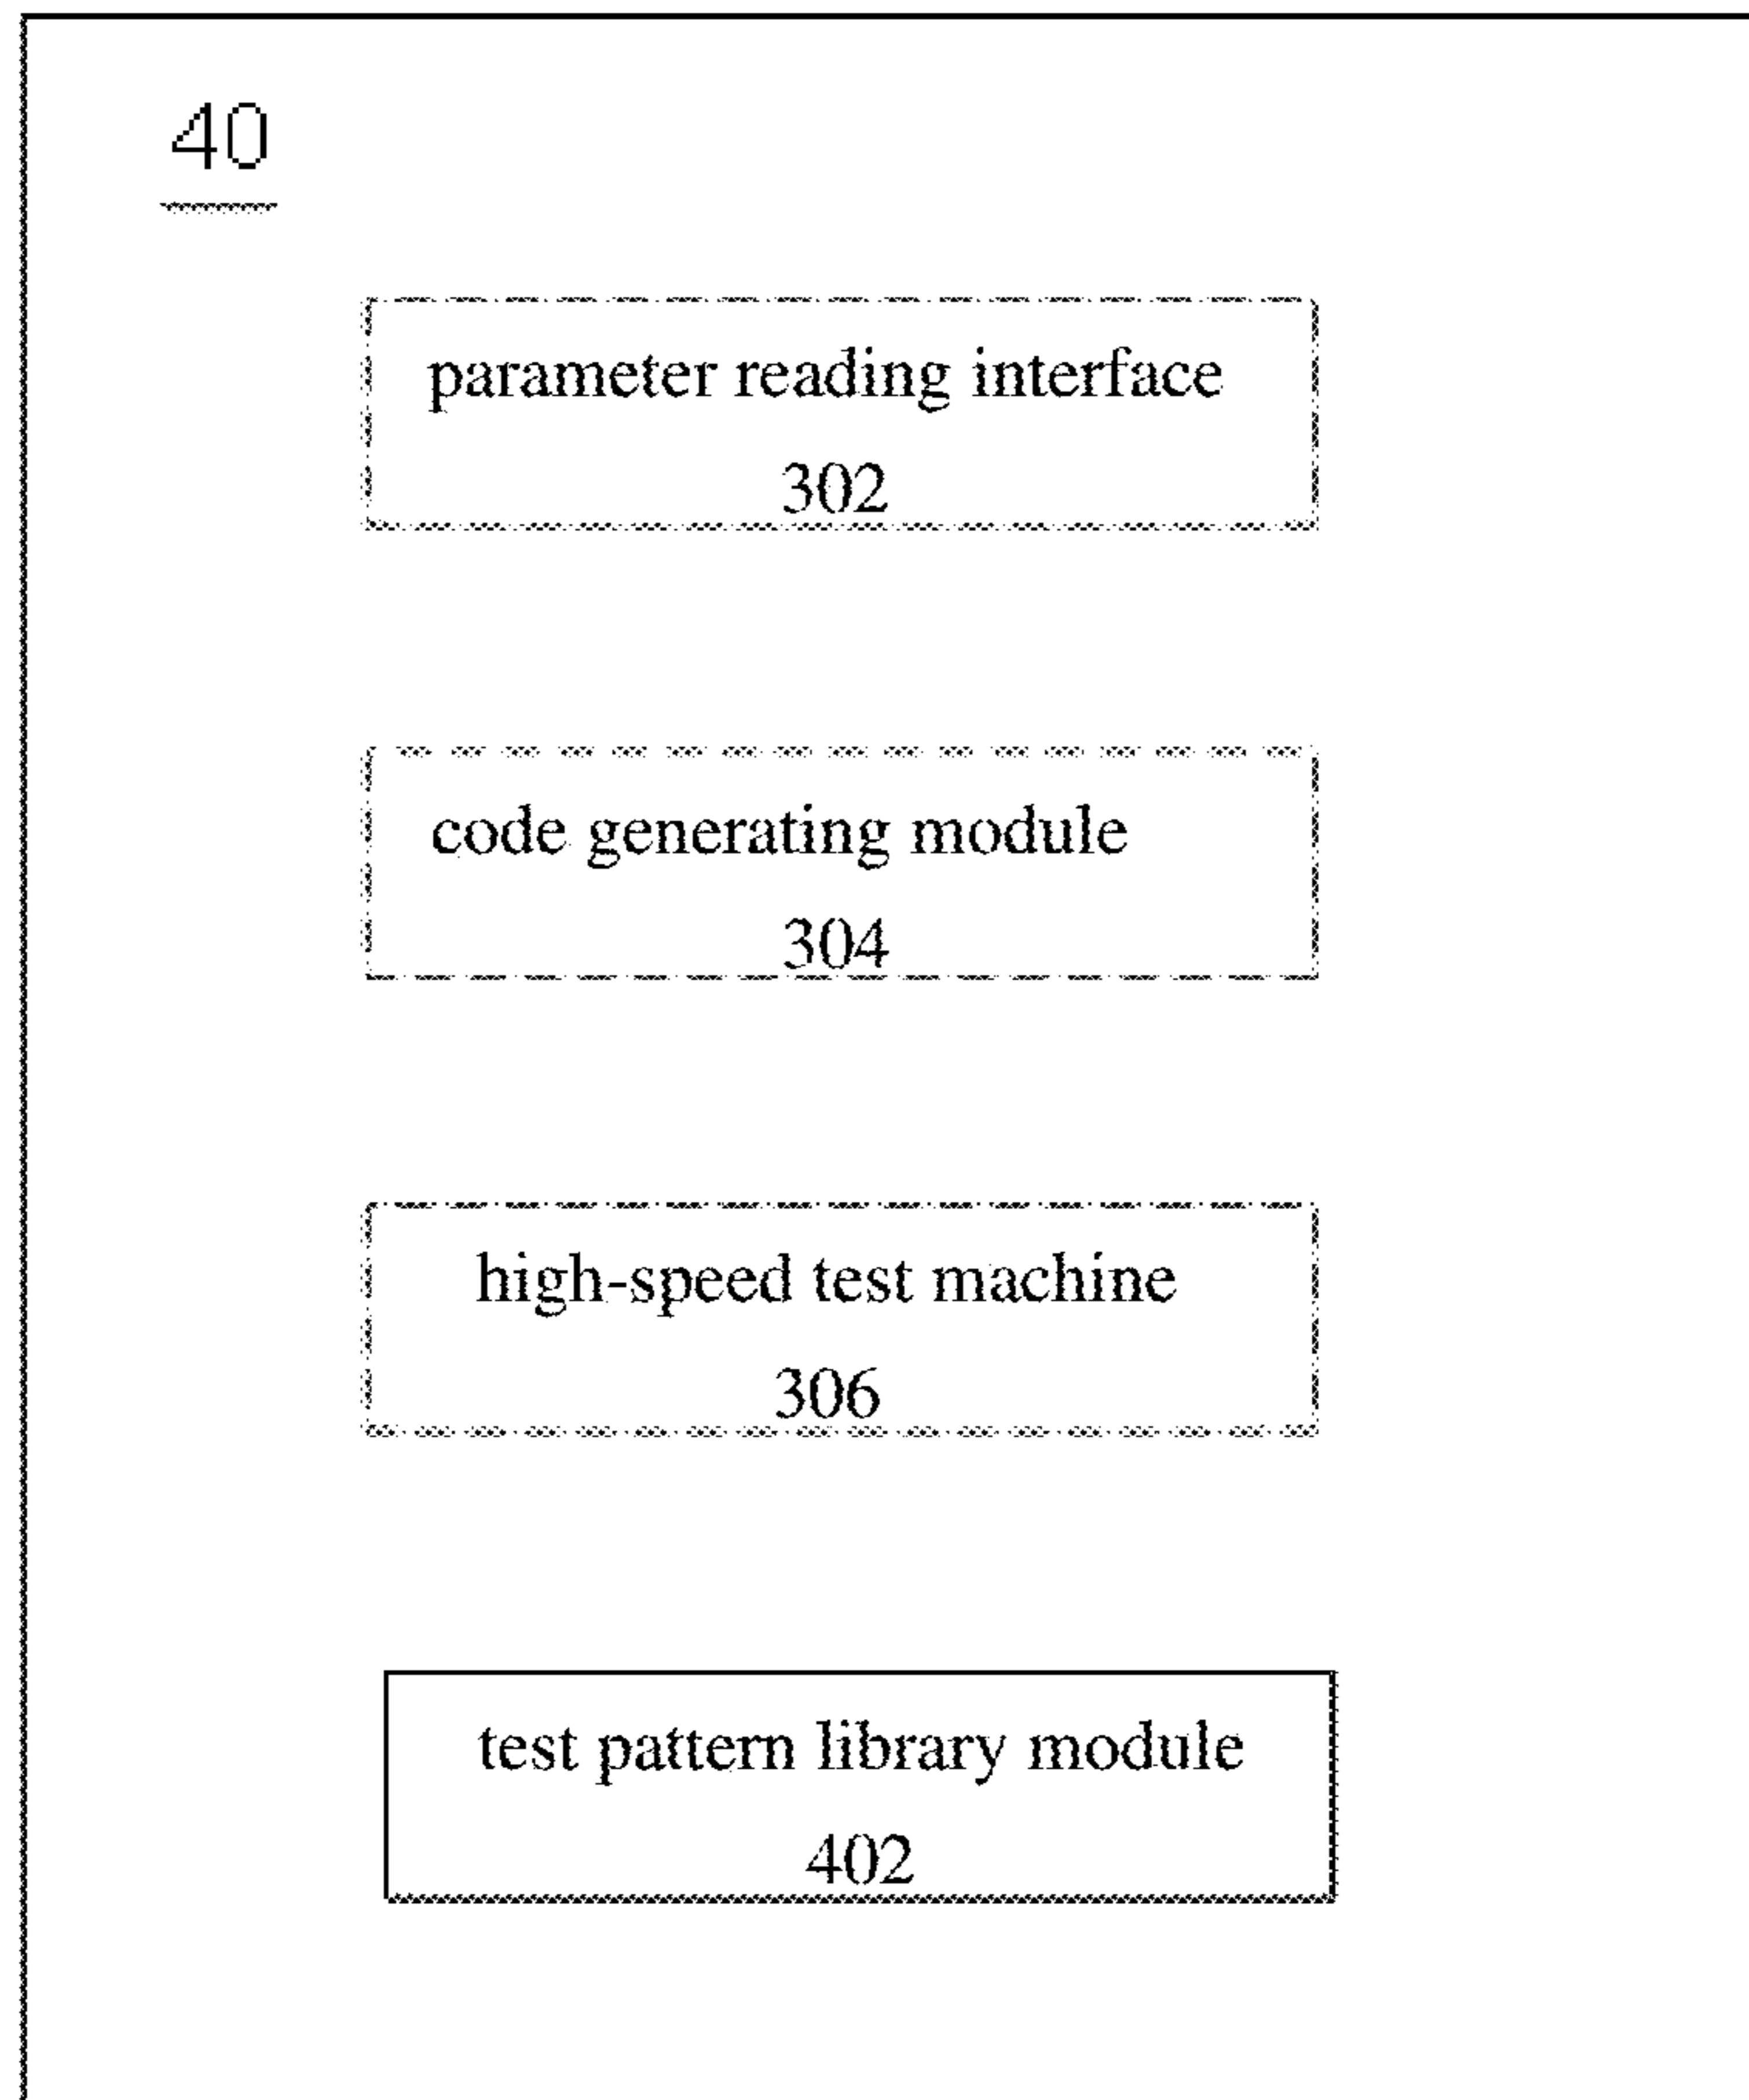 40
parameter reading interface
302
code generating module
304
high-speed test machine
306
test pattern library module
402